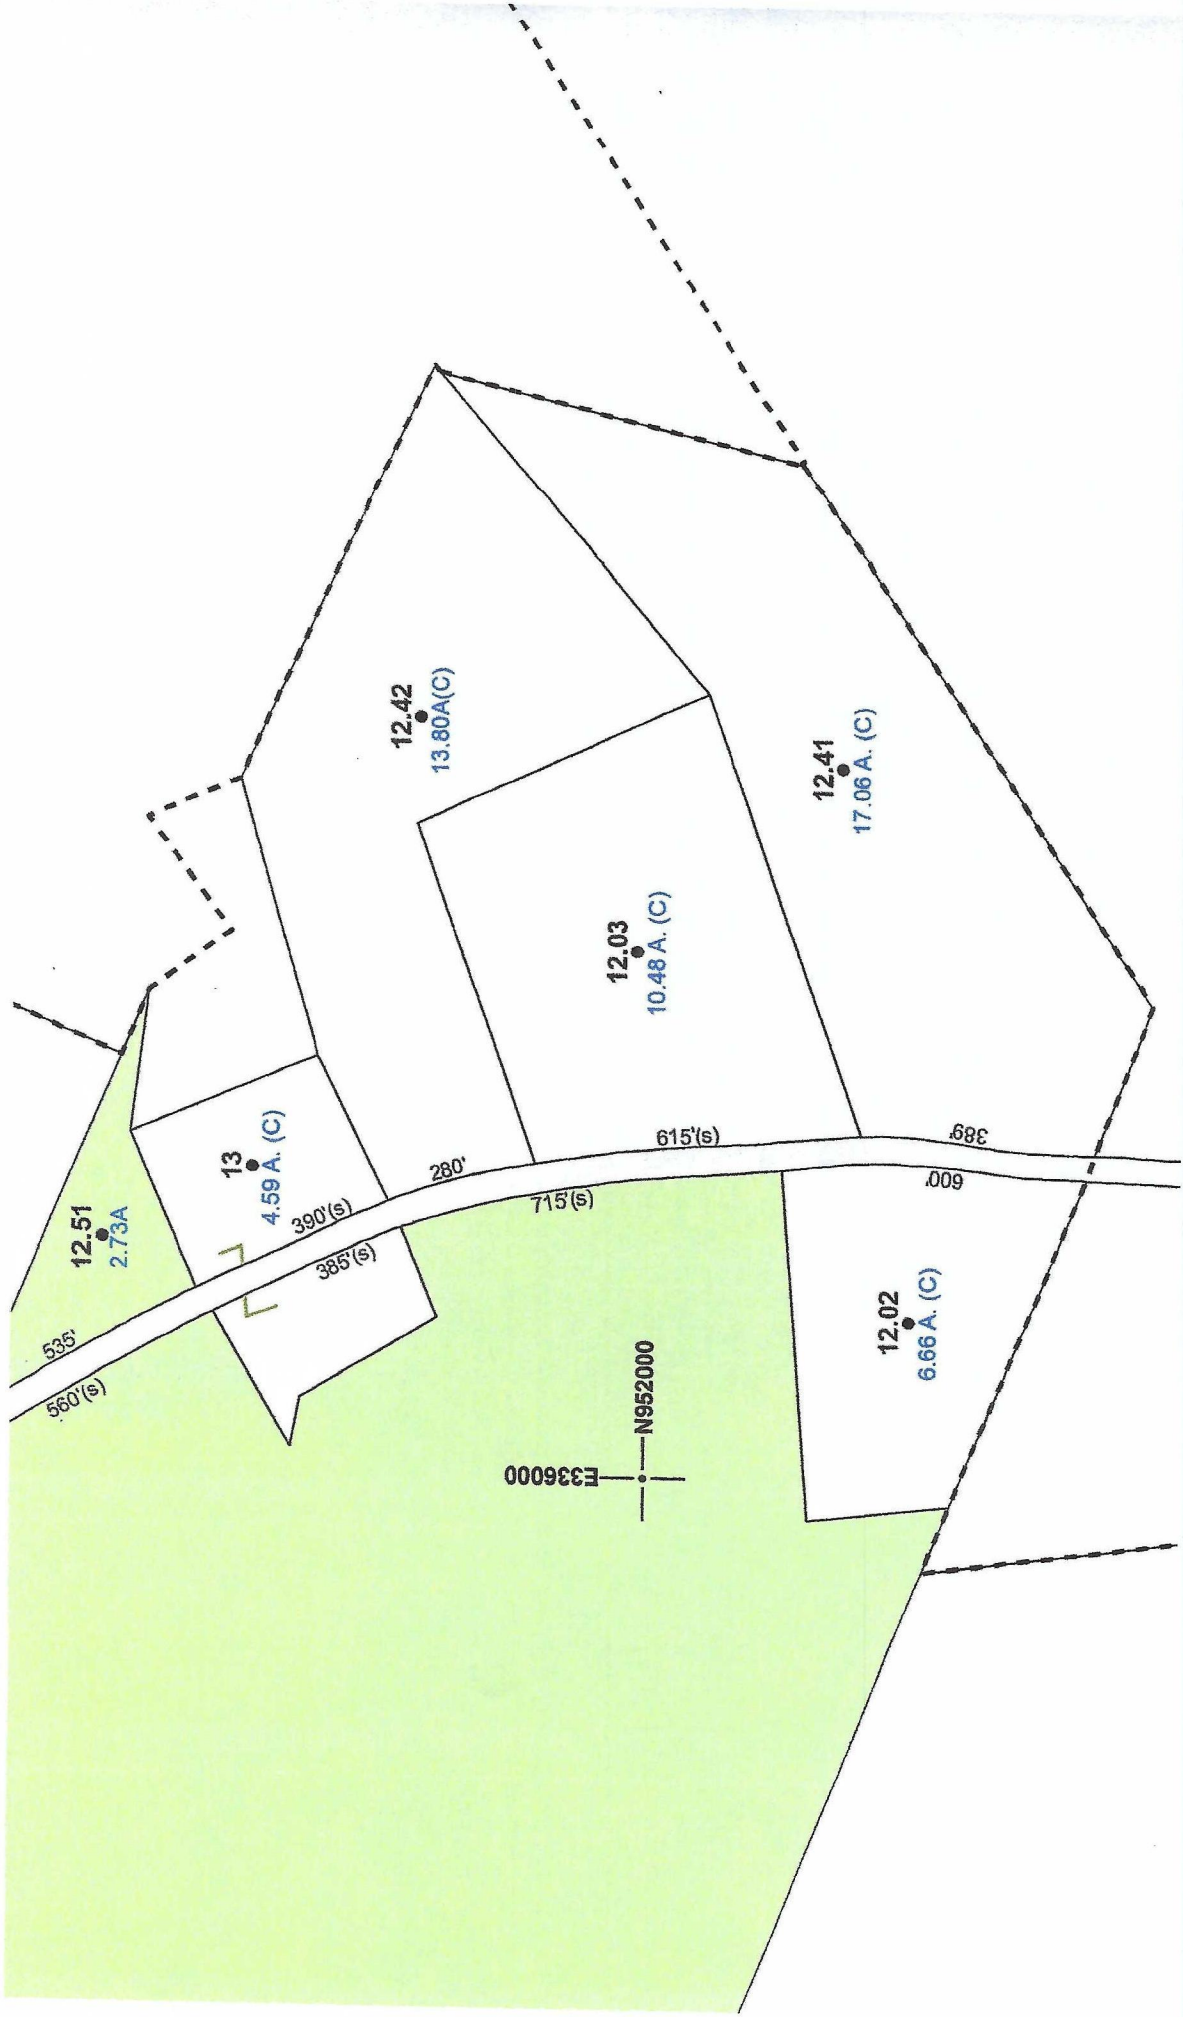 535'
560'(s)
12.51
2.73A
13
4.59 A. (C)
390'(s)
385'(s)
280'
12.42
13.80A(C)
715'(s)
615'(s)
12.03
10.48 A. (C)
12.41
17.06 A. (C)
389'
600'
12.02
6.66 A. (C)
E336000
N952000